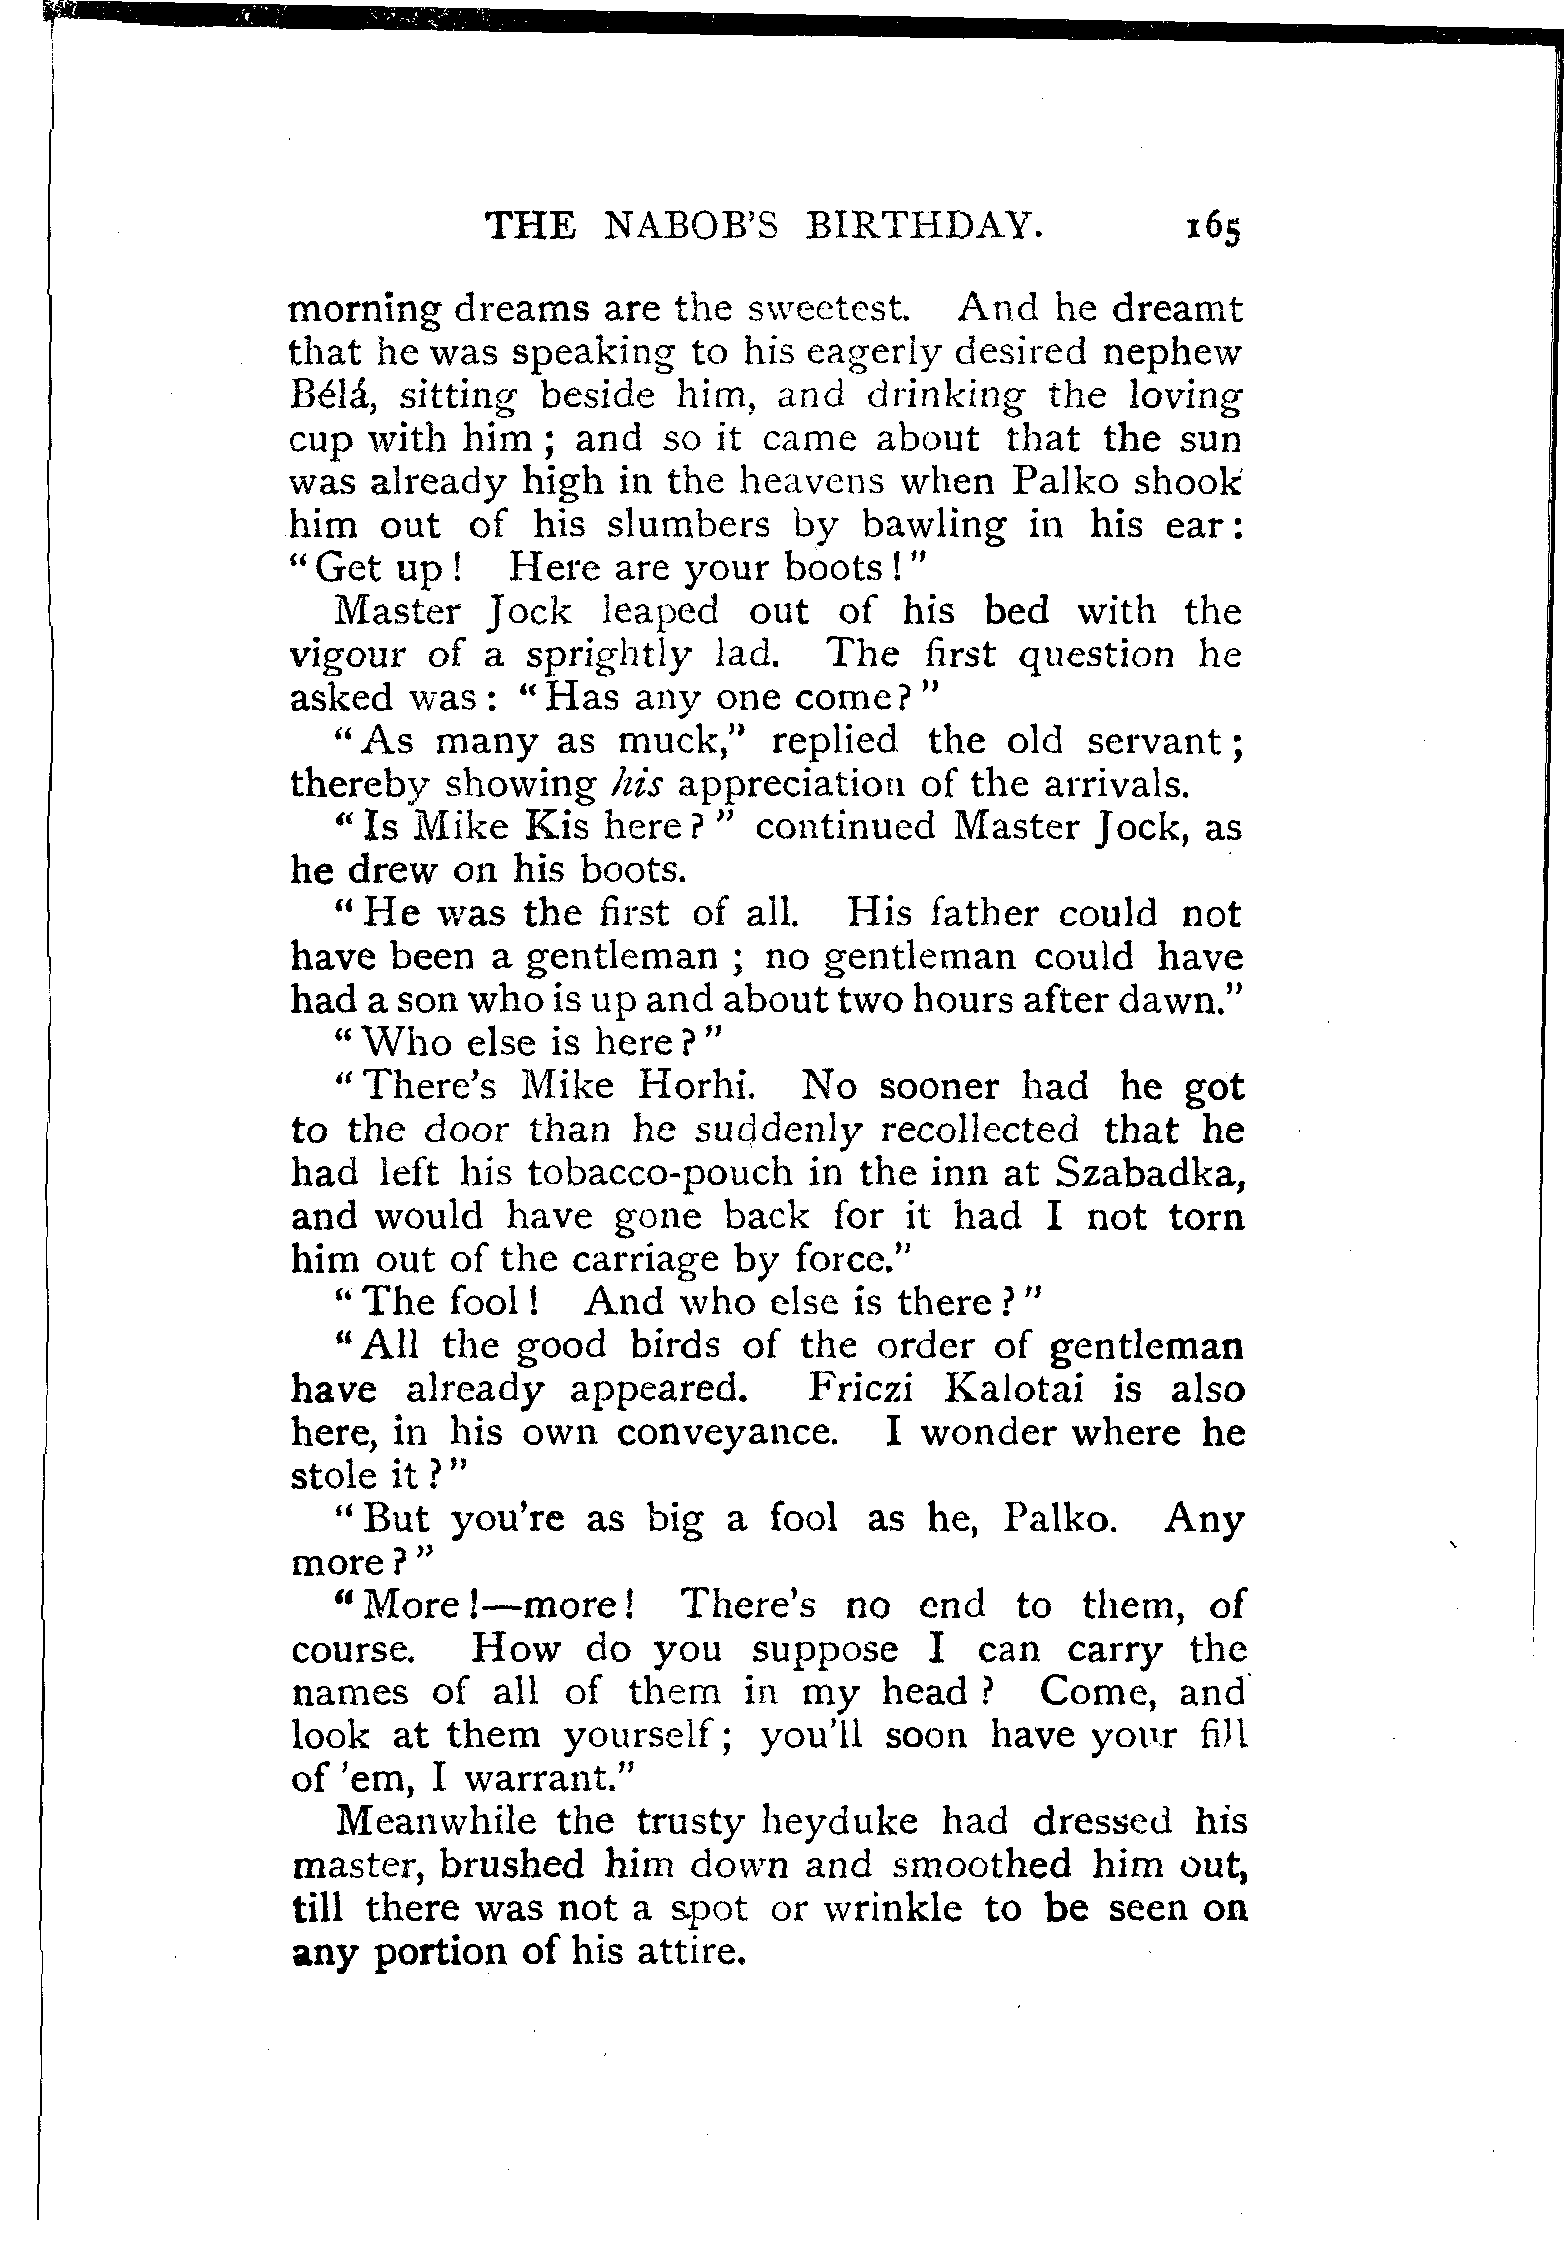 THE NABOB'S BIRTHDAY. 165
morning dreams are the sweetest. And he dreamt
that he was speaking to his eagerly desired nephew
Bélá, sitting beside him, and drinking the loving
cup with him; and so it came about that the sun
was already high in the heavens when Palko shook
him out of his slumbers by bawling in his ear:
"Get up! Here are your boots!"
Master Jock leaped out of his bed with the
vigour of a sprightly lad. The first question he
asked was: "Has any one come?"
"As many as muck," replied the old servant;
thereby showing his appreciation of the arrivals.
"Is Mike Kis here?" continued Master Jock, as
he drew on his boots.
"He was the first of all. His father could not
have been a gentleman; no gentleman could have
had a son who is up and about two hours after dawn."
"Who else is here?"
"There's Mike Horhi. No sooner had he got
to the door than he suddenly recollected that he
had left his tobacco-pouch in the inn at Szabadka,
and would have gone back for it had I not torn
him out of the carriage by force."
"The fool! And who else is there?"
"All the good birds of the order of gentleman
have already appeared. Friczi Kalotai is also
here, in his own conveyance. I wonder where he
stole it?"
"But you're as big a fool as he, Palko. Any
more?"
"More!—more! There's no end to them, of
course. How do you suppose I can carry the
names of all of them in my head? Come, and
look at them yourself; you'll soon have your fill
of 'em, I warrant."
Meanwhile the trusty heyduke had dressed his
master, brushed him down and smoothed him out,
till there was not a spot or wrinkle to be seen on
any portion of his attire.